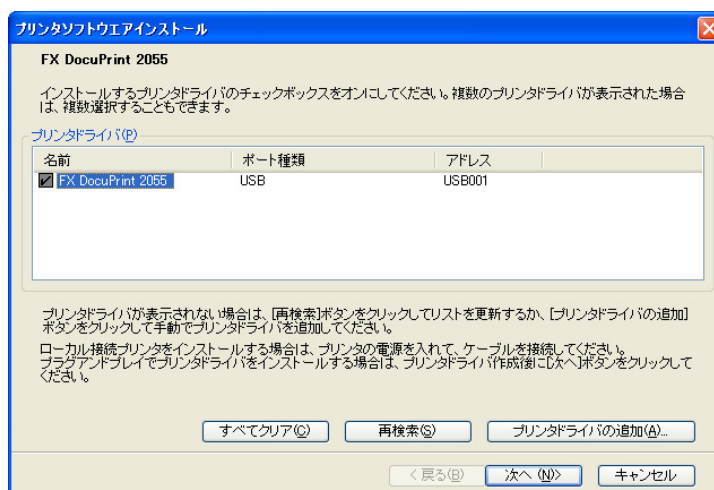 プリンタソフトウエアインストール
FX DocuPrint 2055
インストールするプリンタドライバのチェックボックスをオンにしてください。複数のプリンタドライバが表示された場合
は、複数選択することもできます。
プリンタドライバ(P)
名前 ポート種類 アドレス
FX DocuPrint 2055 USB USB001
プリンタドライバが表示されない場合は、[再検索]ボタンをクリックしてリストを更新するか、[プリンタドライバの追加]
ボタンをクリックして手動でプリンタドライバを追加してください。
ローカル接続プリンタをインストールする場合は、プリンタの電源を入れて、ケーブルを接続してください。
プラグアンドプレイでプリンタドライバをインストールする場合は、プリンタドライバ作成後に[次へ]ボタンをクリックして
ください。
すべてクリア(C) 再検索(S) プリンタドライバの追加(A)...
< 戻る(B) 次へ (N)> キャンセル